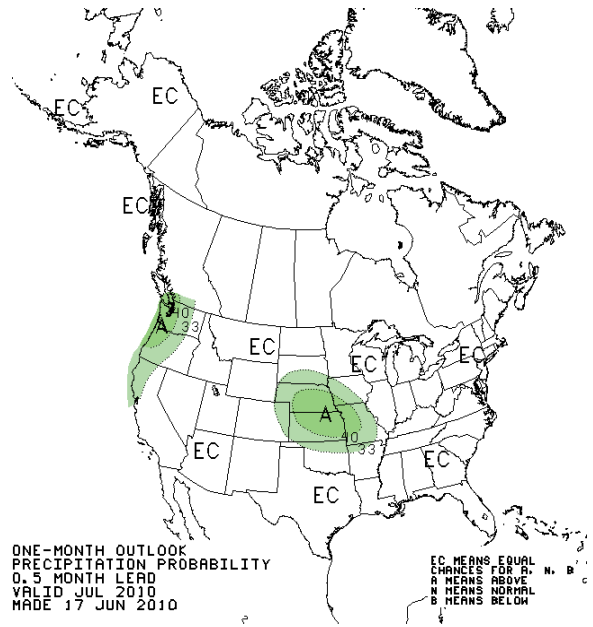 EC
EC
EC
40
A 33
EC
EC
EC
A
40
33
EC
EC
EC
ONE-MONTH OUTLOOK
PRECIPITATION PROBABILITY
0.5 MONTH LEAD
VALID JUL 2010
MADE 17 JUN 2010
EC MEANS EQUAL
CHANCES FOR A, N, B
A MEANS ABOVE
N MEANS NORMAL
B MEANS BELOW